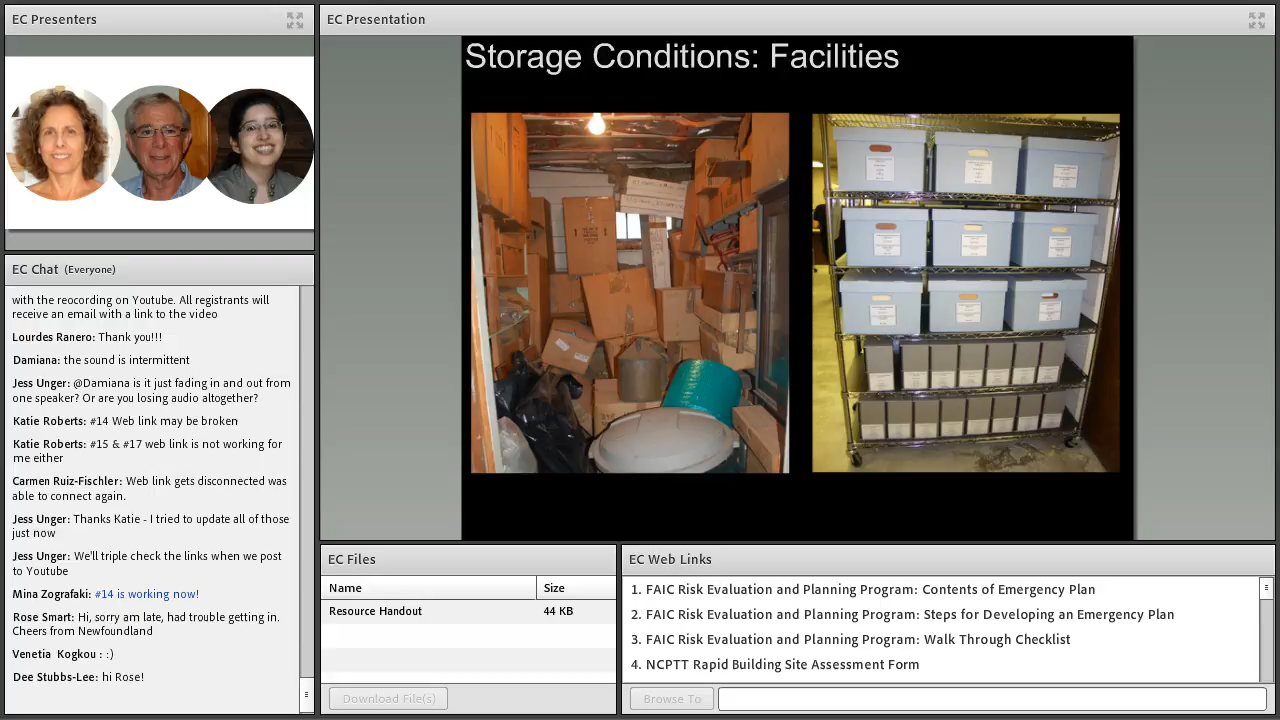 EC Presenters
EC Presentation
Storage Conditions: Facilities
EC Chat (Everyone)
with the reocording on Youtube. All registrants will
receive an email with a link to the video
Lourdes Ranero: Thank you!!!
Damiana: the sound is intermittent
Jess Unger: @Damiana is it just fading in and out from
one speaker? Or are you losing audio altogether?
Katie Roberts: #14 Web link may be broken
Katie Roberts: #15 & #17 web link is not working for
me either
Carmen Ruiz-Fischler: Web link gets disconnected was
able to connect again.
Jess Unger: Thanks Katie - I tried to update all of those
just now
Jess Unger: We'll triple check the links when we post
to Youtube
Mina Zografaki: #14 is working now!
Rose Smart: Hi, sorry am late, had trouble getting in.
Cheers from Newfoundland
Venetia Kogkou : :)
Dee Stubbs-Lee: hi Rose!
EC Files
Name Size
Resource Handout 44 KB
Download File(s)
EC Web Links
1. FAIC Risk Evaluation and Planning Program: Contents of Emergency Plan
2. FAIC Risk Evaluation and Planning Program: Steps for Developing an Emergency Plan
3. FAIC Risk Evaluation and Planning Program: Walk Through Checklist
4. NCPTT Rapid Building Site Assessment Form
Browse To